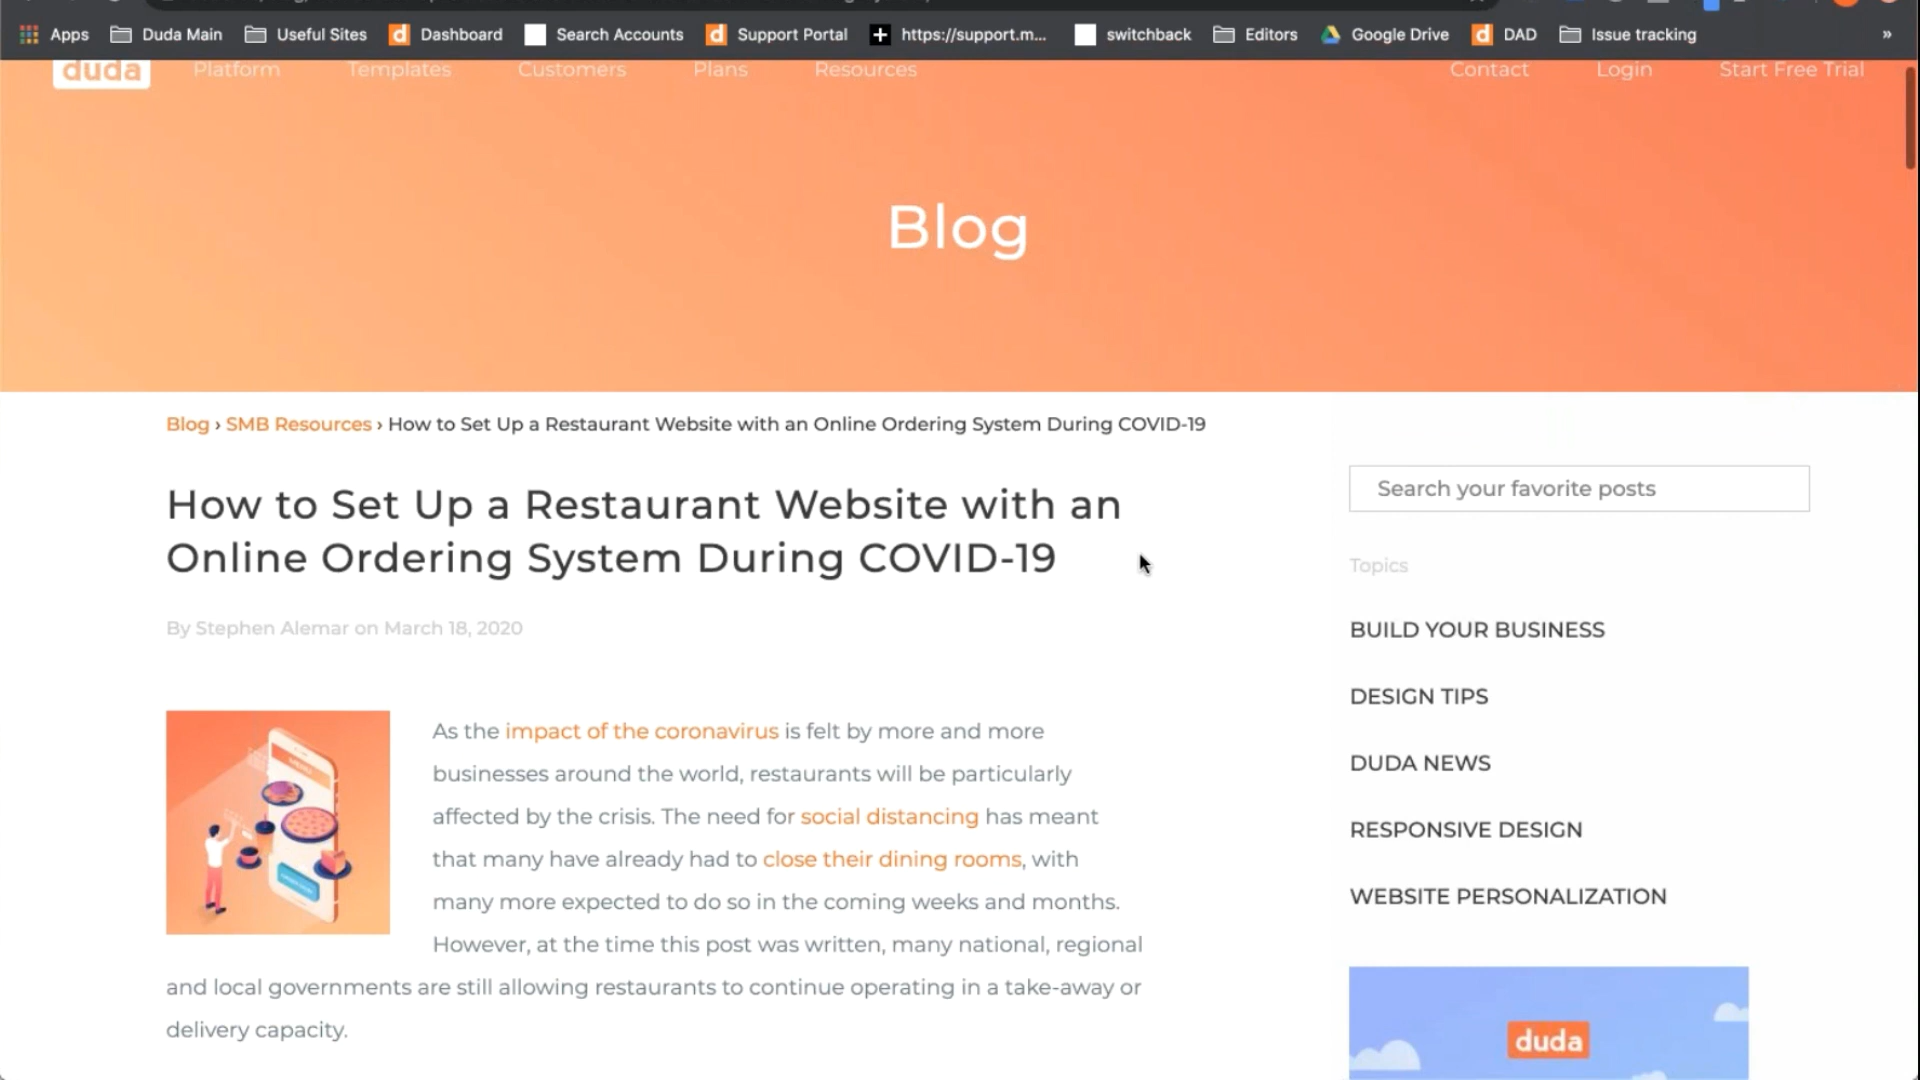 Apps Duda Main Useful Sites Dashboard Search Accounts Support Portal https://support.m... switchback Editors Google Drive DAD Issue tracking »
duda Platform Templates Customers Plans Resources Contact Login Start Free Trial
Blog
Blog › SMB Resources › How to Set Up a Restaurant Website with an Online Ordering System During COVID-19
How to Set Up a Restaurant Website with an
Online Ordering System During COVID-19
By Stephen Alemar on March 18, 2020
As the impact of the coronavirus is felt by more and more
businesses around the world, restaurants will be particularly
affected by the crisis. The need for social distancing has meant
that many have already had to close their dining rooms, with
many more expected to do so in the coming weeks and months.
However, at the time this post was written, many national, regional
and local governments are still allowing restaurants to continue operating in a take-away or
delivery capacity.
Search your favorite posts
Topics
BUILD YOUR BUSINESS
DESIGN TIPS
DUDA NEWS
RESPONSIVE DESIGN
WEBSITE PERSONALIZATION
duda